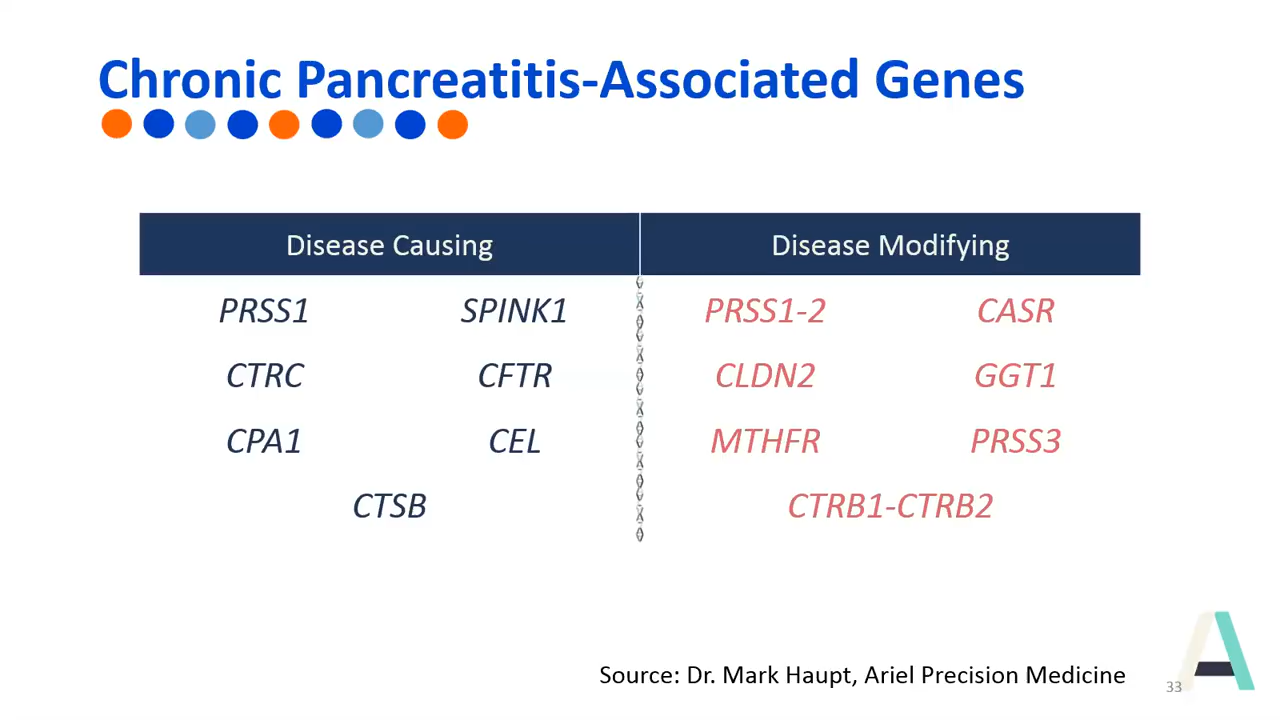 Chronic Pancreatitis-Associated Genes
Disease Causing Disease Modifying
PRSS1 SPINK1 PRSS1-2 CASR
CTRC CFTR CLDN2 GGT1
CPA1 CEL MTHFR PRSS3
CTSB CTRB1-CTRB2
Source: Dr. Mark Haupt, Ariel Precision Medicine
33
A